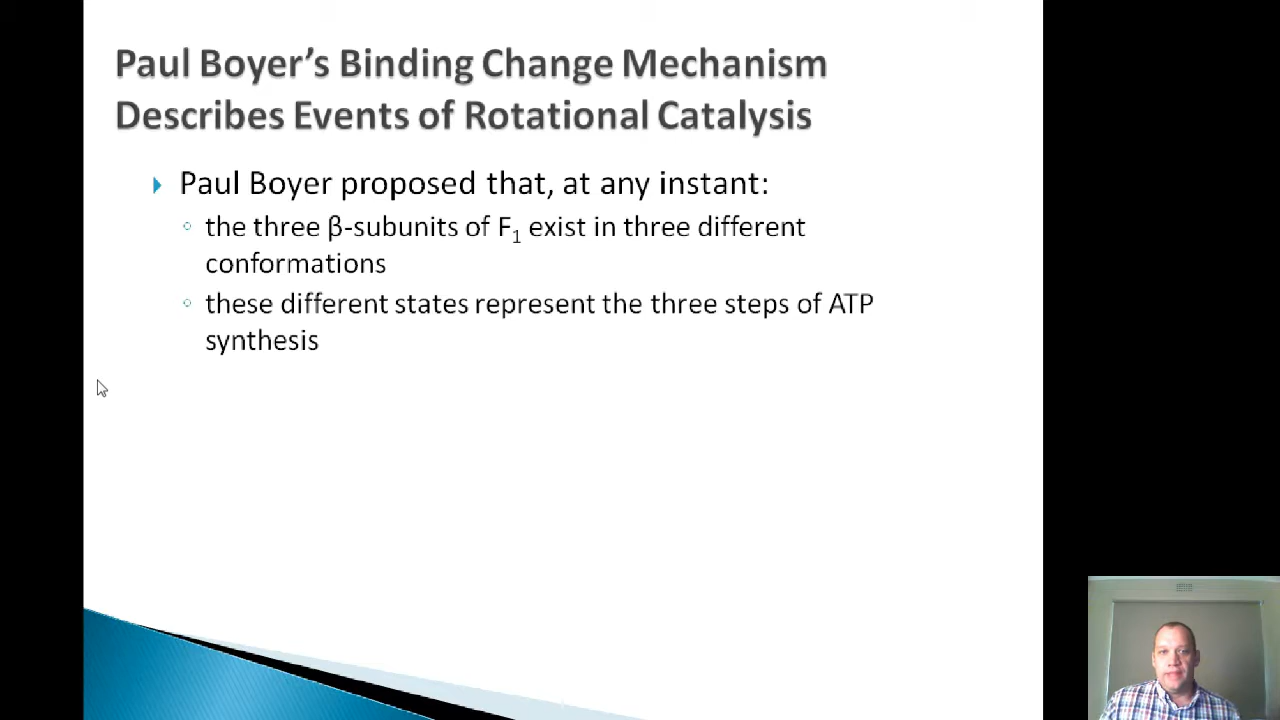 Paul Boyer’s Binding Change Mechanism
Describes Events of Rotational Catalysis
Paul Boyer proposed that, at any instant:
the three β-subunits of F₁ exist in three different
conformations
these different states represent the three steps of ATP
synthesis